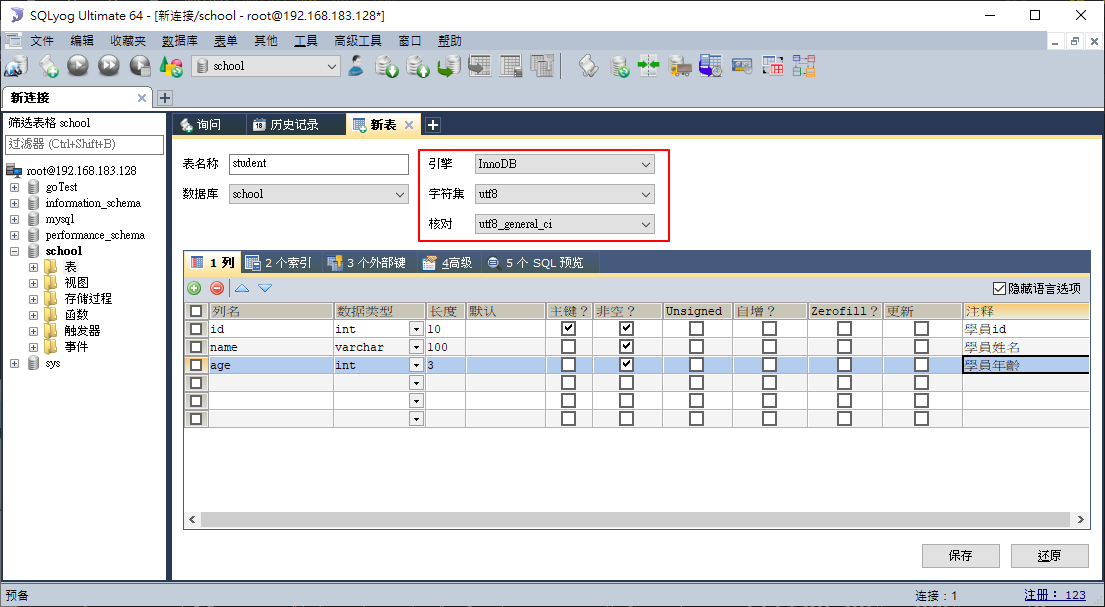 SQLyog Ultimate 64 - [新连接/school - root@192.168.183.128*]
文件 编辑 收藏夹 数据库 表单 其他 工具 高级工具 窗口 帮助
school
新连接
筛选表格 school
过滤器 (Ctrl+Shift+B)
root@192.168.183.128
goTest
information_schema
mysql
performance_schema
school
表
视图
存储过程
函数
触发器
事件
sys
询问 历史记录 新表
表名称 student 引擎 InnoDB
数据库 school 字符集 utf8
核对 utf8_general_ci
1 列 2 个索引 3 个外部键 4高级 5 个 SQL 预览
隐藏语言选项
列名 数据类型 长度 默认 主键？ 非空？ Unsigned 自增？ Zerofill？ 更新 注释
id int 10 學員id
name varchar 100 學員姓名
age int 3 學員年齡
保存 还原
预备 连接：1 注册： 123